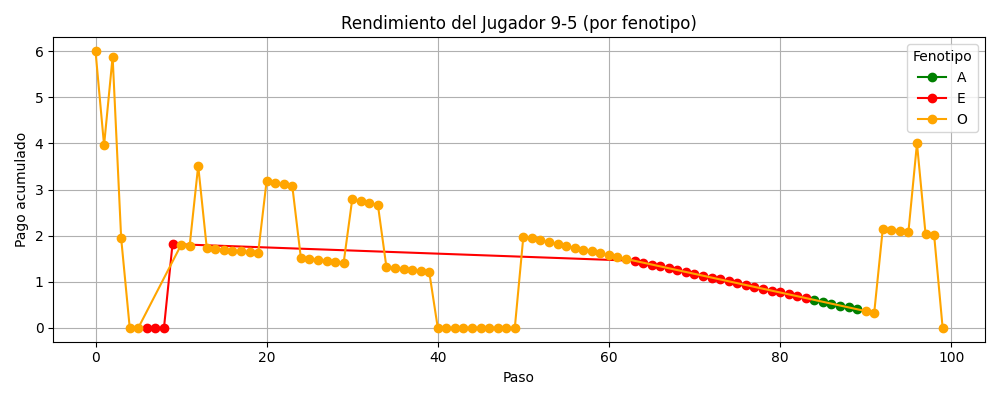 Rendimiento del Jugador 9-5 (por fenotipo)
Pago acumulado
6
5
4
3
2
1
0
0
20
40
60
80
100
Paso
Fenotipo
A
E
O